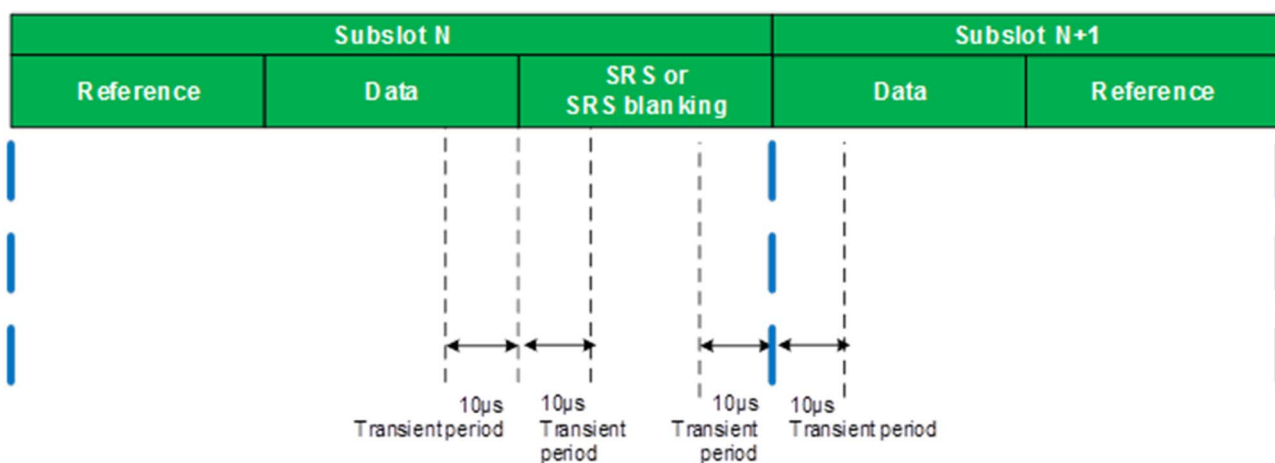 Subslot N
Subslot N+1
Reference
Data
SRS or
SRS blanking
Data
Reference
10µs
Transient period
10µs
Transient
period
10µs
Transient
period
10µs
Transient period